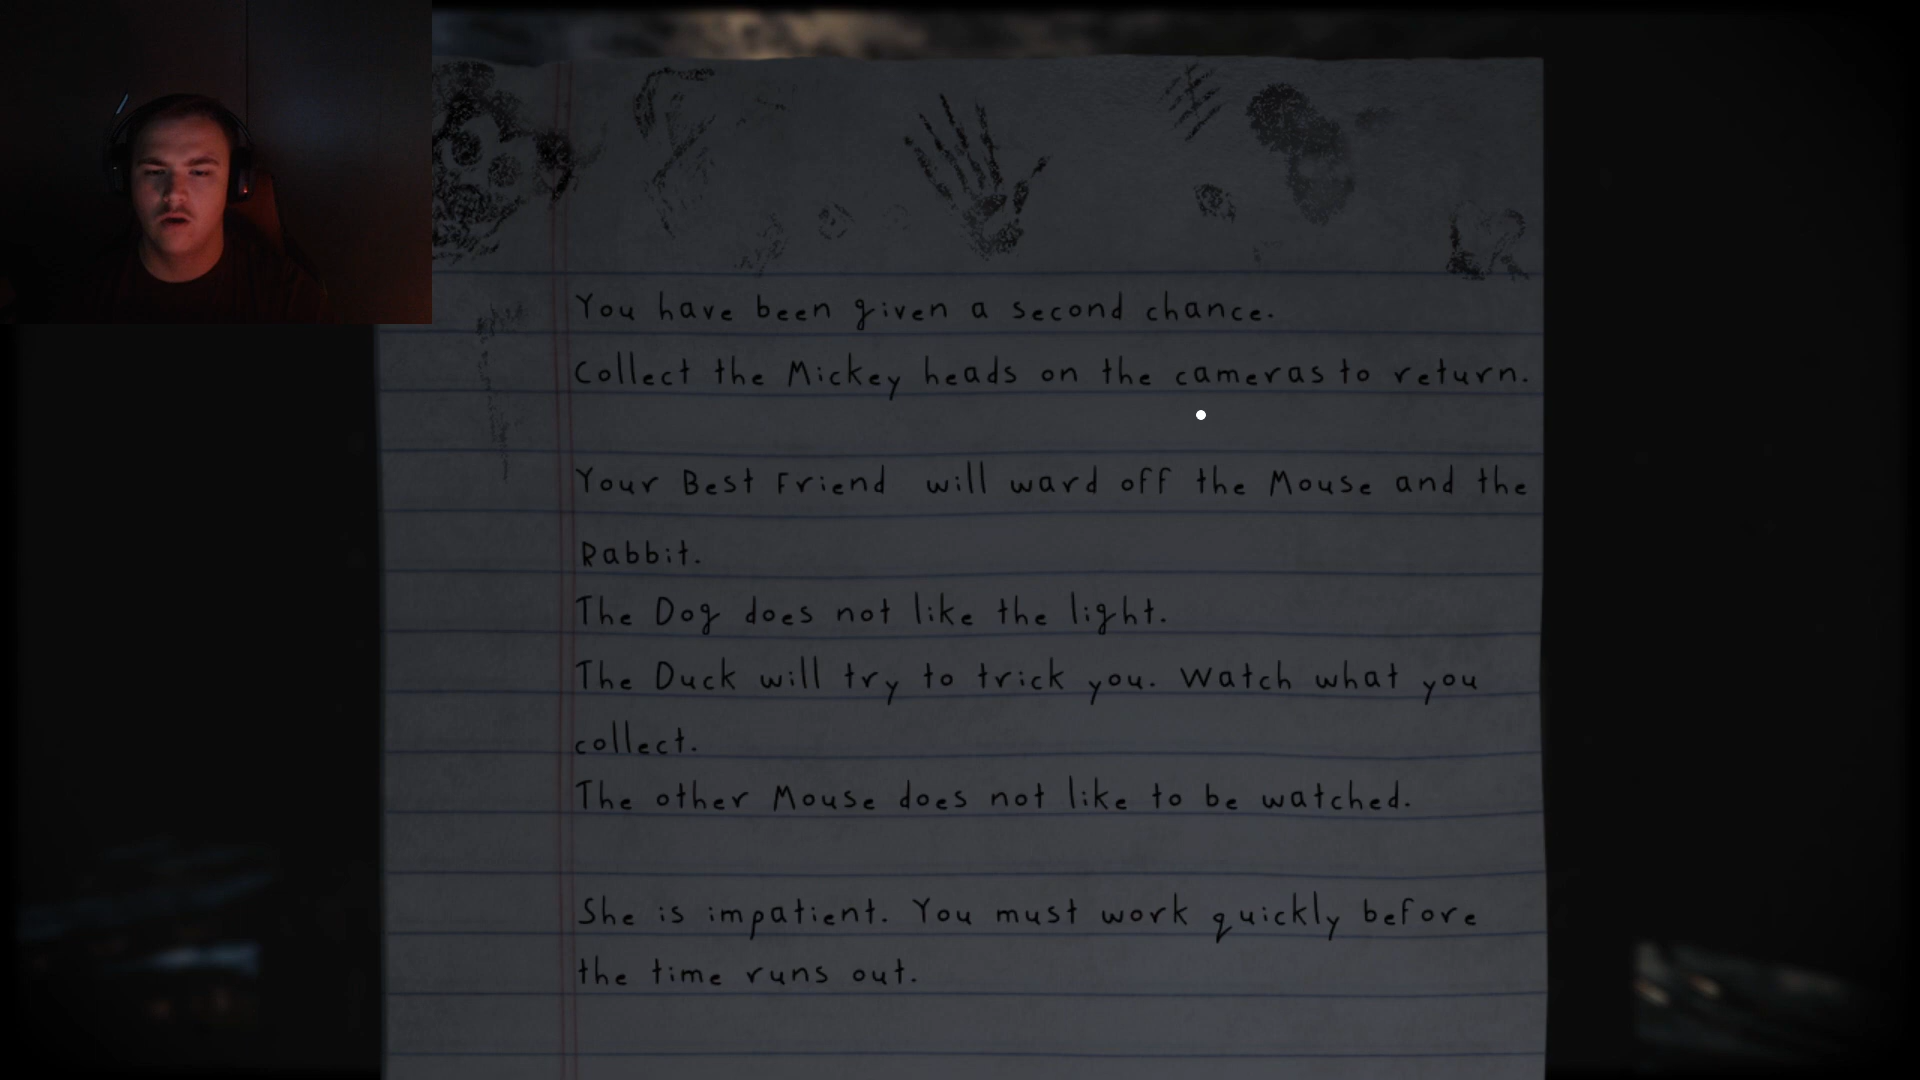 You have been given a second chance.
Collect the Mickey heads on the cameras to return.
Your Best Friend will ward off the Mouse and the
Rabbit.
The Dog does not like the light.
The Duck will try to trick you. Watch what you
collect.
The other Mouse does not like to be watched.
She is impatient. You must work quickly before
the time runs out.